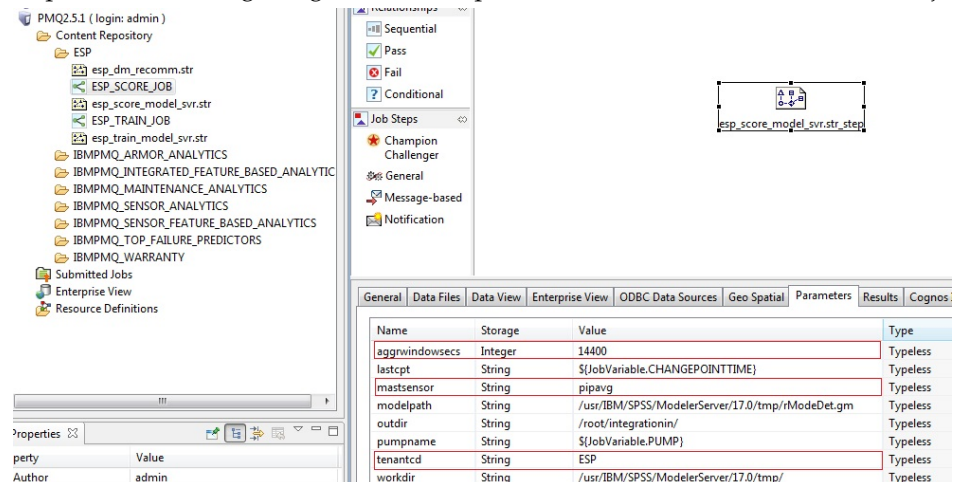 PMQ2.5.1 ( login: admin )
Content Repository
ESP
esp_dm_recomm.str
ESP_SCORE_JOB
esp_score_model_svr.str
ESP_TRAIN_JOB
esp_train_model_svr.str
IBMPMQ_ARMOR_ANALYTICS
IBMPMQ_INTEGRATED_FEATURE_BASED_ANALYTIC
IBMPMQ_MAINTENANCE_ANALYTICS
IBMPMQ_SENSOR_ANALYTICS
IBMPMQ_SENSOR_FEATURE_BASED_ANALYTICS
IBMPMQ_TOP_FAILURE_PREDICTORS
IBMPMQ_WARRANTY
Submitted Jobs
Enterprise View
Resource Definitions
Properties
perty Value
Author admin
Relationships
Sequential
Pass
Fail
Conditional
Job Steps
Champion
Challenger
General
Message-based
Notification
esp_score_model_svr.str_step
General Data Files Data View Enterprise View ODBC Data Sources Geo Spatial Parameters Results Cognos
Name Storage Value Type
aggrwindowsecs Integer 14400 Typeless
lastcpt String ${JobVariable.CHANGEPOINTTIME} Typeless
mastsensor String pipavg Typeless
modelpath String /usr/IBM/SPSS/ModelerServer/17.0/tmp/rModeDet.gm Typeless
outdir String /root/integrationin/ Typeless
pumpname String ${JobVariable.PUMP} Typeless
tenantcd String ESP Typeless
workdir String /usr/IBM/SPSS/ModelerServer/17.0/tmp/ Typeless